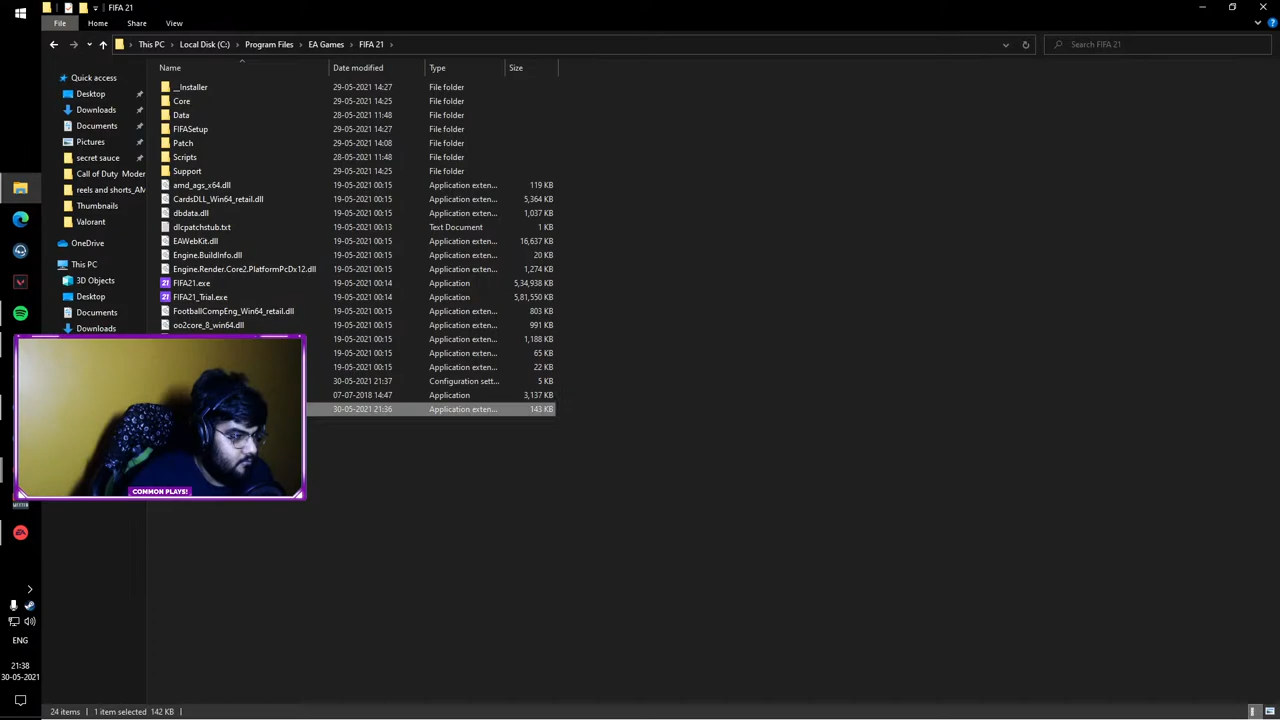 FIFA 21
File Home Share View
This PC Local Disk (C:) Program Files EA Games FIFA 21
Search FIFA 21
Name Date modified Type Size
Quick access
Desktop
Downloads
Documents
Pictures
secret sauce
Call of Duty Moder
reels and shorts_AM
Thumbnails
Valorant
OneDrive
This PC
3D Objects
Desktop
Documents
Downloads
__Installer 29-05-2021 14:27 File folder
Core 29-05-2021 14:25 File folder
Data 28-05-2021 11:48 File folder
FIFASetup 29-05-2021 14:27 File folder
Patch 29-05-2021 14:08 File folder
Scripts 28-05-2021 11:48 File folder
Support 29-05-2021 14:25 File folder
amd_ags_x64.dll 19-05-2021 00:15 Application exten... 119 KB
CardsDLL_Win64_retail.dll 19-05-2021 00:15 Application exten... 5,364 KB
dbdata.dll 19-05-2021 00:15 Application exten... 1,037 KB
dlcpatchstub.txt 19-05-2021 00:13 Text Document 1 KB
EAWebKit.dll 19-05-2021 00:15 Application exten... 16,637 KB
Engine.BuildInfo.dll 19-05-2021 00:15 Application exten... 20 KB
Engine.Render.Core2.PlatformPcDx12.dll 19-05-2021 00:15 Application exten... 1,274 KB
21 FIFA21.exe 19-05-2021 00:14 Application 5,34,938 KB
21 FIFA21_Trial.exe 19-05-2021 00:14 Application 5,81,550 KB
FootballCompEng_Win64_retail.dll 19-05-2021 00:15 Application exten... 803 KB
oo2core_8_win64.dll 19-05-2021 00:15 Application exten... 991 KB
19-05-2021 00:15 Application exten... 1,188 KB
19-05-2021 00:15 Application exten... 65 KB
19-05-2021 00:15 Application exten... 22 KB
30-05-2021 21:37 Configuration sett... 5 KB
07-07-2018 14:47 Application 3,137 KB
30-05-2021 21:36 Application exten... 143 KB
COMMON PLAYS!
ENG
21:38
30-05-2021
24 items 1 item selected 142 KB